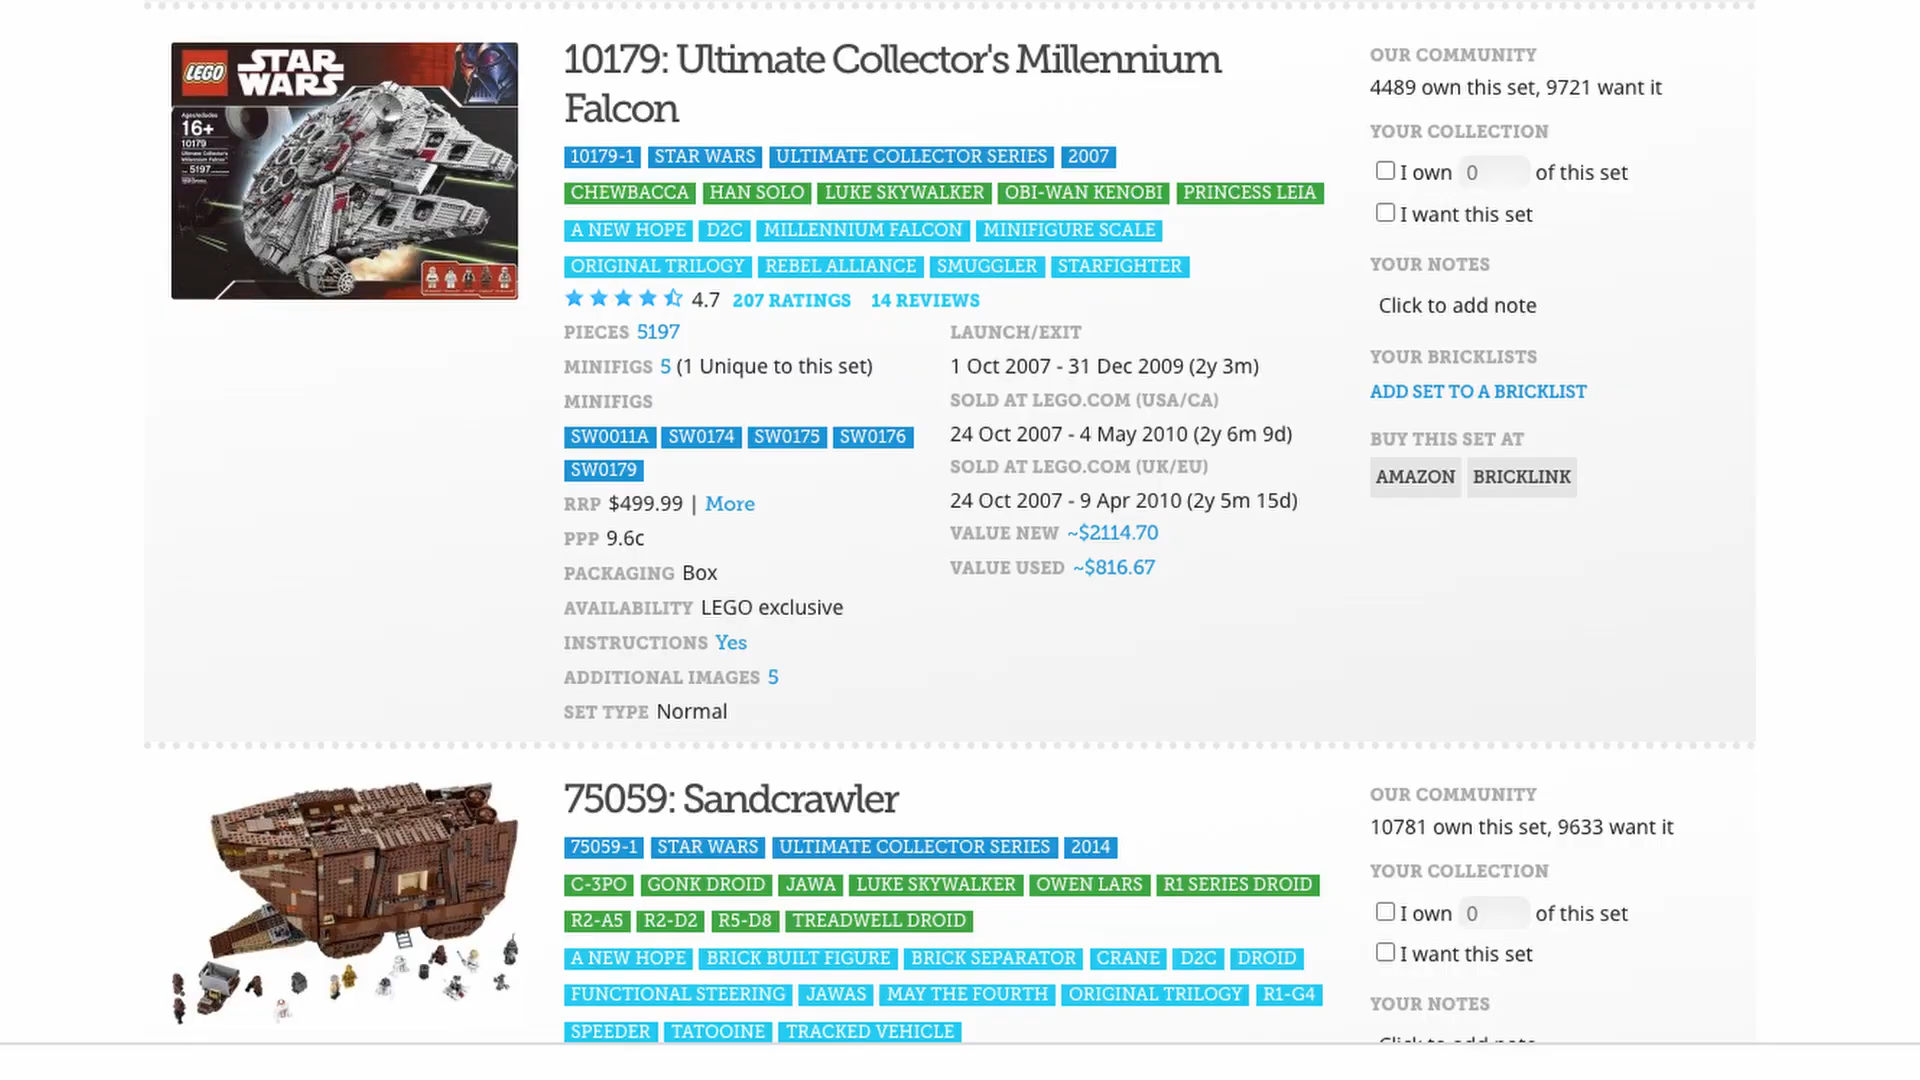 LEGO
STAR
WARS
16+
10179
5197
10179: Ultimate Collector's Millennium
Falcon
10179-1 STAR WARS ULTIMATE COLLECTOR SERIES 2007
CHEWBACCA HAN SOLO LUKE SKYWALKER OBI-WAN KENOBI PRINCESS LEIA
A NEW HOPE D2C MILLENNIUM FALCON MINIFIGURE SCALE
ORIGINAL TRILOGY REBEL ALLIANCE SMUGGLER STARFIGHTER
4.7 207 RATINGS 14 REVIEWS
PIECES 5197
MINIFIGS 5 (1 Unique to this set)
MINIFIGS
SW0011A SW0174 SW0175 SW0176
SW0179
RRP $499.99 | More
PPP 9.6c
PACKAGING Box
AVAILABILITY LEGO exclusive
INSTRUCTIONS Yes
ADDITIONAL IMAGES 5
SET TYPE Normal
LAUNCH/EXIT
1 Oct 2007 - 31 Dec 2009 (2y 3m)
SOLD AT LEGO.COM (USA/CA)
24 Oct 2007 - 4 May 2010 (2y 6m 9d)
SOLD AT LEGO.COM (UK/EU)
24 Oct 2007 - 9 Apr 2010 (2y 5m 15d)
VALUE NEW ~$2114.70
VALUE USED ~$816.67
OUR COMMUNITY
4489 own this set, 9721 want it
YOUR COLLECTION
I own 0 of this set
I want this set
YOUR NOTES
Click to add note
YOUR BRICKLISTS
ADD SET TO A BRICKLIST
BUY THIS SET AT
AMAZON BRICKLINK
75059: Sandcrawler
75059-1 STAR WARS ULTIMATE COLLECTOR SERIES 2014
C-3PO GONK DROID JAWA LUKE SKYWALKER OWEN LARS R1 SERIES DROID
R2-A5 R2-D2 R5-D8 TREADWELL DROID
A NEW HOPE BRICK BUILT FIGURE BRICK SEPARATOR CRANE D2C DROID
FUNCTIONAL STEERING JAWAS MAY THE FOURTH ORIGINAL TRILOGY R1-G4
SPEEDER TATOOINE TRACKED VEHICLE
OUR COMMUNITY
10781 own this set, 9633 want it
YOUR COLLECTION
I own 0 of this set
I want this set
YOUR NOTES
Click to add note